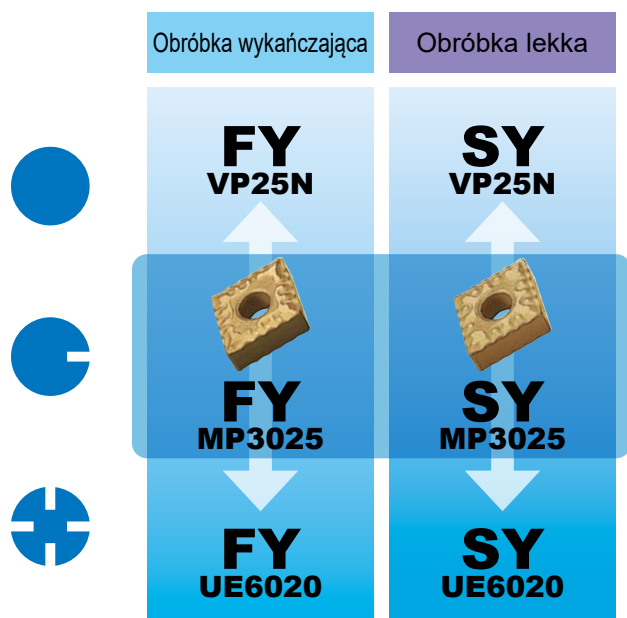 Obróbka wykańczająca
Obróbka lekka
FY
VP25N
SY
VP25N
FY
MP3025
SY
MP3025
FY
UE6020
SY
UE6020